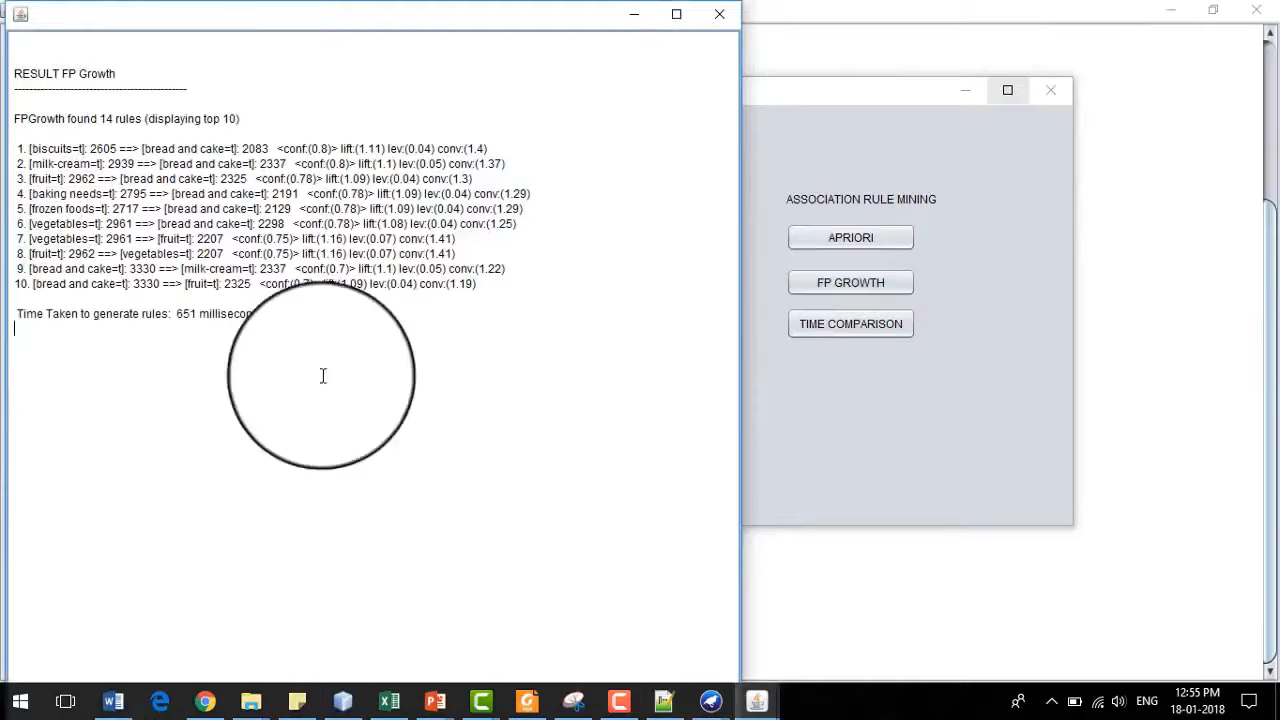 RESULT FP Growth
-----------------------------------------------
FPGrowth found 14 rules (displaying top 10)
1. [biscuits=t]: 2605 ==> [bread and cake=t]: 2083 <conf:(0.8)> lift:(1.11) lev:(0.04) conv:(1.4)
2. [milk-cream=t]: 2939 ==> [bread and cake=t]: 2337 <conf:(0.8)> lift:(1.1) lev:(0.05) conv:(1.37)
3. [fruit=t]: 2962 ==> [bread and cake=t]: 2325 <conf:(0.78)> lift:(1.09) lev:(0.04) conv:(1.3)
4. [baking needs=t]: 2795 ==> [bread and cake=t]: 2191 <conf:(0.78)> lift:(1.09) lev:(0.04) conv:(1.29)
5. [frozen foods=t]: 2717 ==> [bread and cake=t]: 2129 <conf:(0.78)> lift:(1.09) lev:(0.04) conv:(1.29)
6. [vegetables=t]: 2961 ==> [bread and cake=t]: 2298 <conf:(0.78)> lift:(1.08) lev:(0.04) conv:(1.25)
7. [vegetables=t]: 2961 ==> [fruit=t]: 2207 <conf:(0.75)> lift:(1.16) lev:(0.07) conv:(1.41)
8. [fruit=t]: 2962 ==> [vegetables=t]: 2207 <conf:(0.75)> lift:(1.16) lev:(0.07) conv:(1.41)
9. [bread and cake=t]: 3330 ==> [milk-cream=t]: 2337 <conf:(0.7)> lift:(1.1) lev:(0.05) conv:(1.22)
10. [bread and cake=t]: 3330 ==> [fruit=t]: 2325 <conf:(0.7)> lift:(1.09) lev:(0.04) conv:(1.19)
Time Taken to generate rules: 651
ASSOCIATION RULE MINING
APRIORI
FP GROWTH
TIME COMPARISON
ENG
12:55 PM
18-01-2018